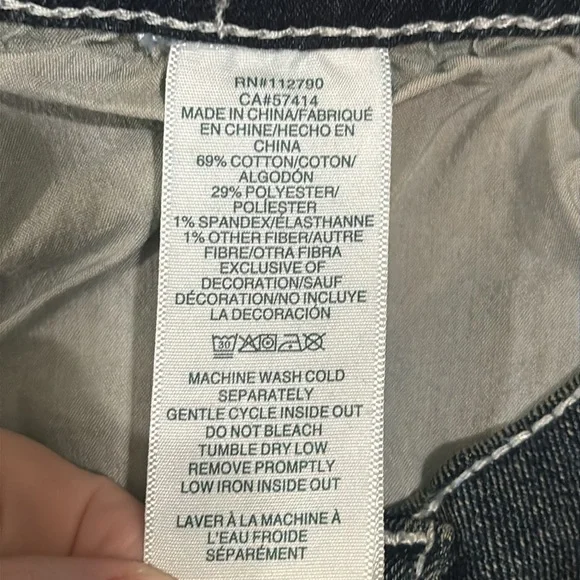 RN#112790
CA#57414
MADE IN CHINA/FABRIQUÉ
EN CHINE/HECHO EN
CHINA
69% COTTON/COTON/
ALGODÓN
29% POLYESTER/
POLÍESTER
1% SPANDEX/ÉLASTHANNE
1% OTHER FIBER/AUTRE
FIBRE/OTRA FIBRA
EXCLUSIVE OF
DECORATION/SAUF
DÉCORATION/NO INCLUYE
LA DECORACIÓN
30
MACHINE WASH COLD
SEPARATELY
GENTLE CYCLE INSIDE OUT
DO NOT BLEACH
TUMBLE DRY LOW
REMOVE PROMPTLY
LOW IRON INSIDE OUT
LAVER À LA MACHINE À
L'EAU FROIDE
SÉPARÉMENT